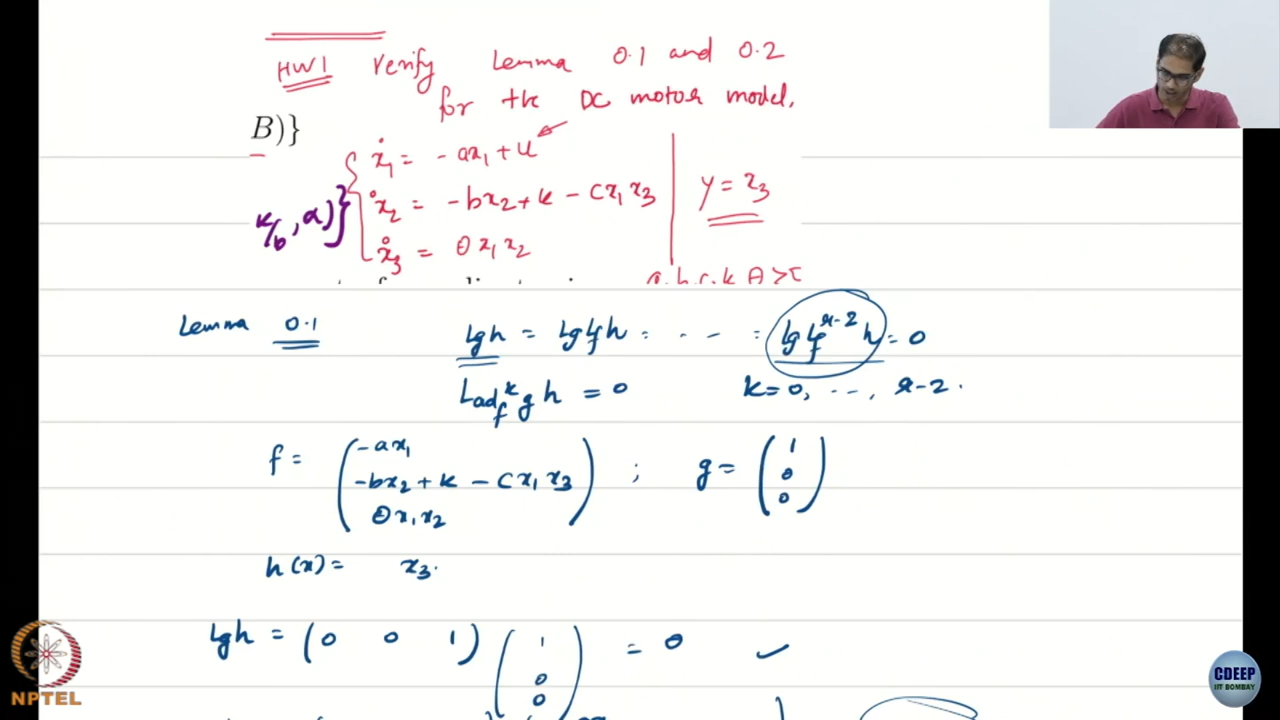 HW1 Verify Lemma 0.1 and 0.2
for the DC motor model.
B)}
ẋ₁ = -ax₁ + u
ẋ₂ = -bx₂ + k - cx₁x₃
ẋ₃ = θx₁x₂
y = x₃
k/b, α)}
Lemma 0.1
Lgh = LgLfh = ... = LgLf^{r-2}h = 0
L_{ad_f^k g} h = 0 k = 0, ..., r-2.
f = (-ax₁
-bx₂ + k - cx₁x₃
θx₁x₂) ; g = (1
0
0)
h(x) = x₃.
Lgh = (0 0 1) (1
0
0) = 0 ✓
NPTEL
CDEEP
IIT BOMBAY